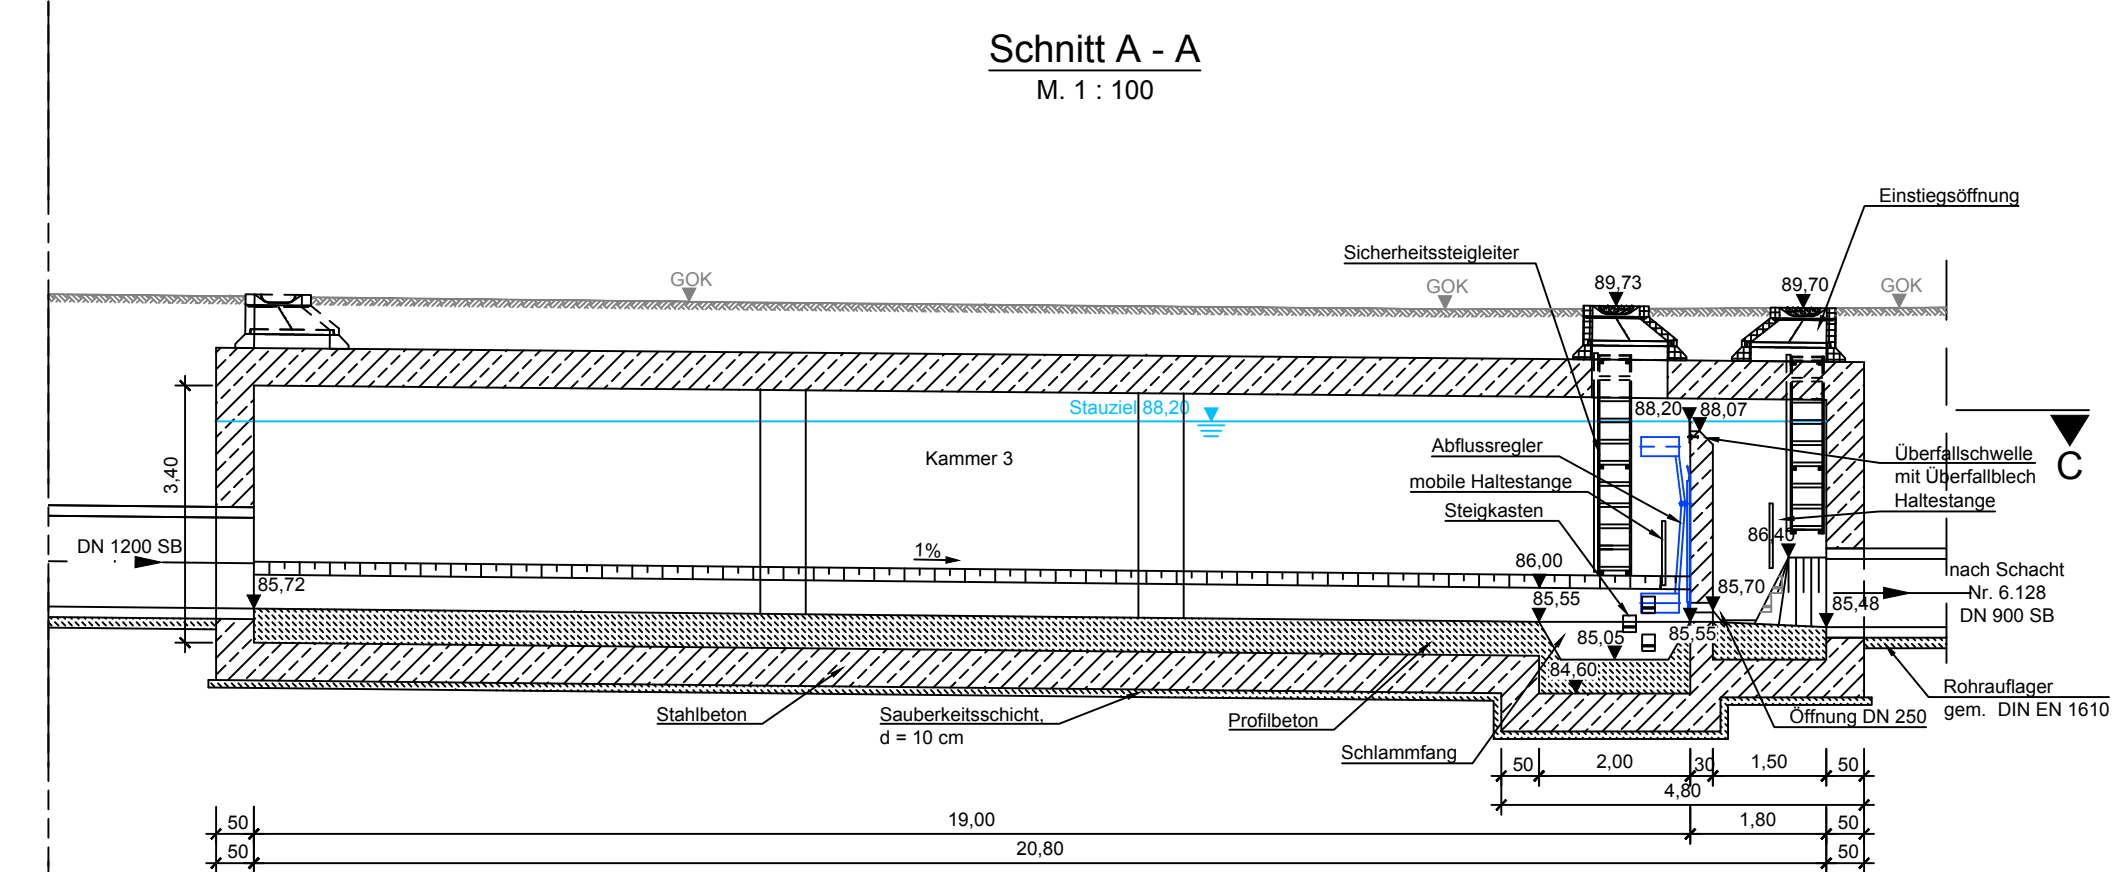 Schnitt A - A
M. 1 : 100
Einstiegsöffnung
Sicherheitssteigleiter
GOK
GOK
89,73
89,70
GOK
Stauziel 88,20
88,20
88,07
Kammer 3
Abflussregler
mobile Haltestange
Steigkasten
Überfallschwelle
mit Überfallblech
Haltestange
C
3,40
DN 1200 SB
85,72
1%
86,00
85,55
86,40
85,70
85,48
nach Schacht
Nr. 6.128
DN 900 SB
85,05
85,55
84,60
Stahlbeton
Sauberkeitsschicht,
d = 10 cm
Profilbeton
Schlammfang
Öffnung DN 250
Rohrauflager
gem. DIN EN 1610
50
2,00
30
1,50
50
4,80
50
19,00
1,80
50
50
20,80
50